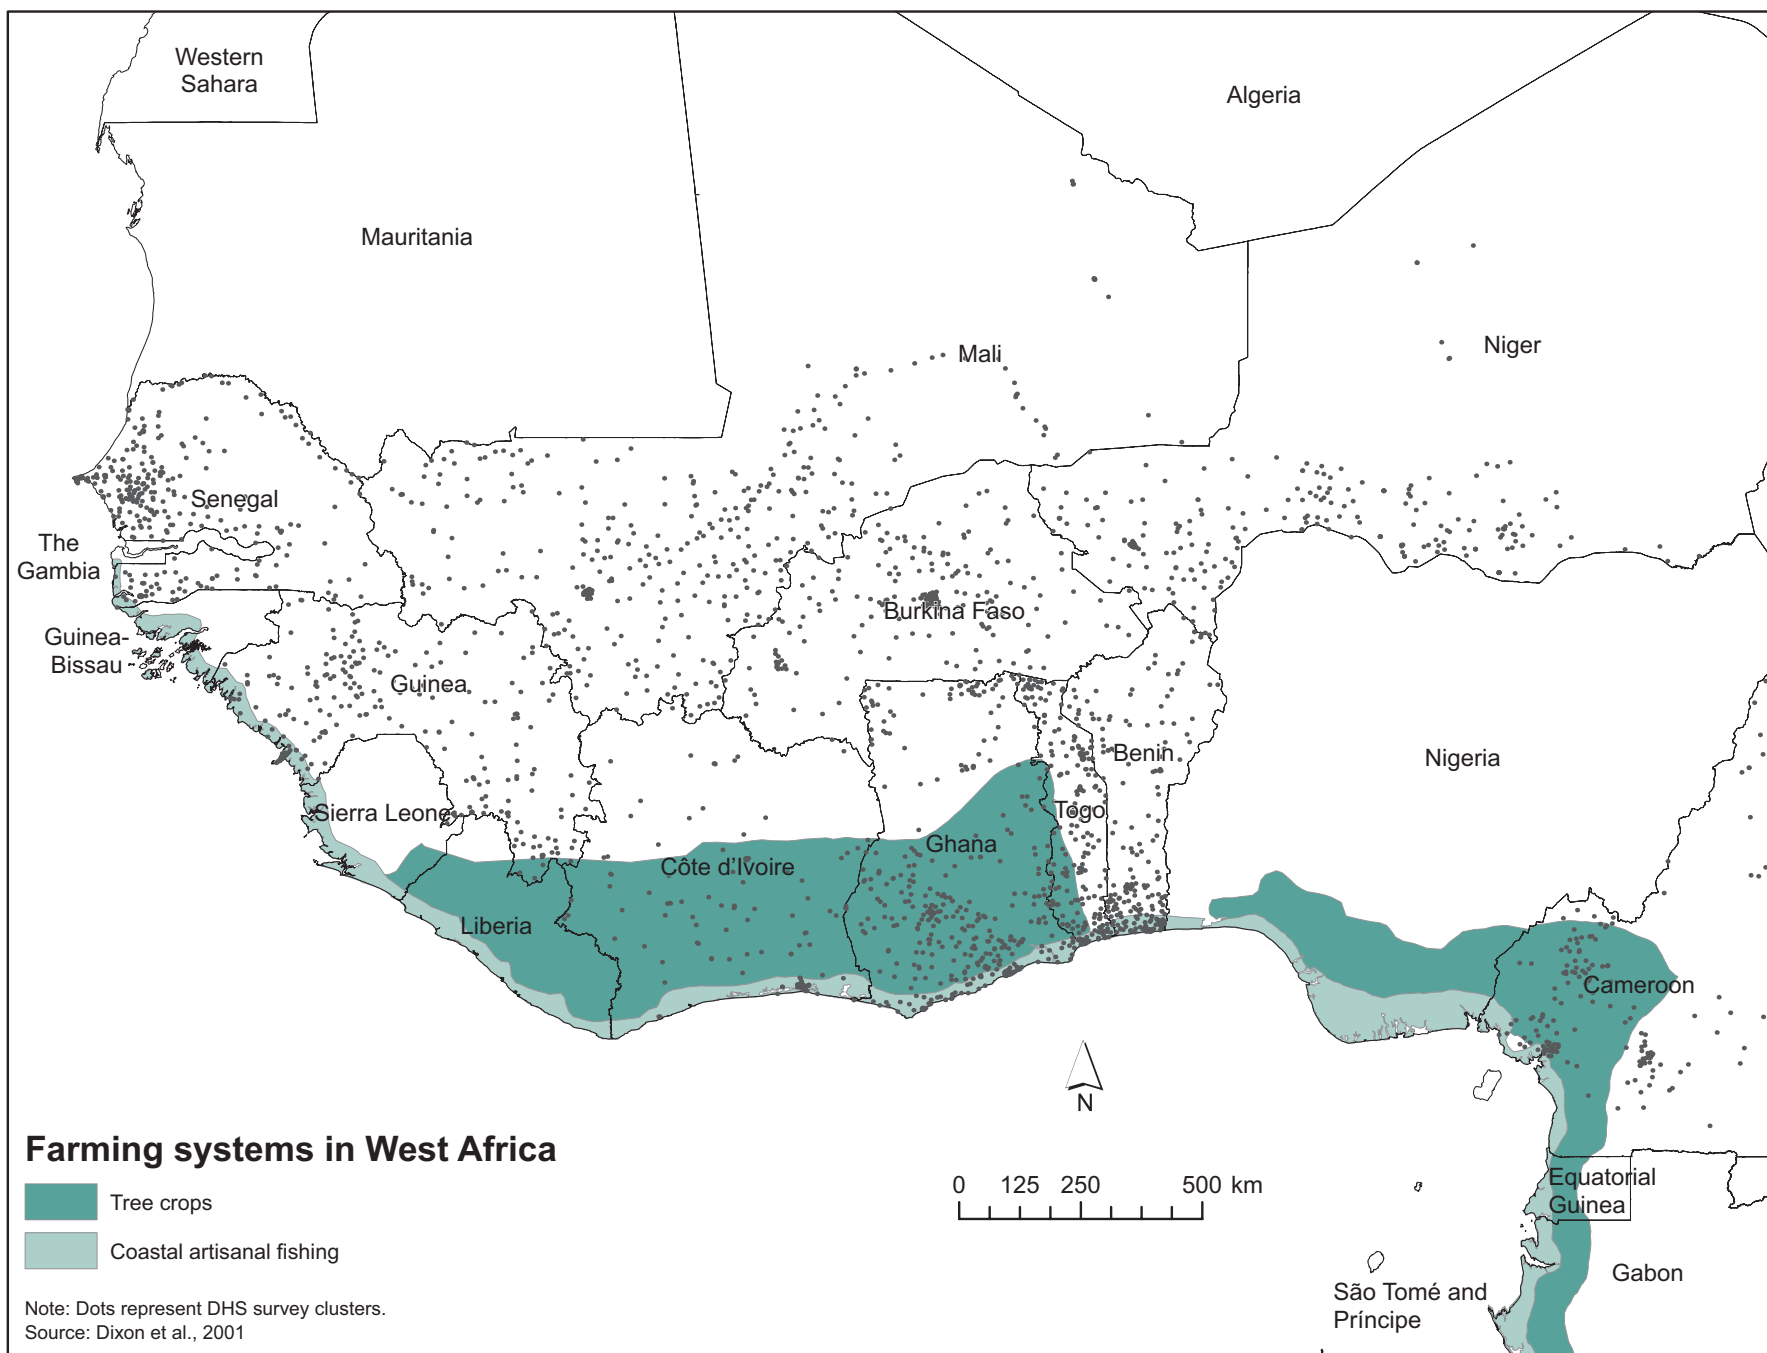 Western
Sahara
Algeria
Mauritania
Mali
Niger
Senegal
The
Gambia
Burkina Faso
Guinea-
Bissau
Guinea
Benin
Nigeria
Sierra Leone
Togo
Ghana
Côte d'Ivoire
Liberia
Cameroon
N
Farming systems in West Africa
Tree crops
Coastal artisanal fishing
Note: Dots represent DHS survey clusters.
Source: Dixon et al., 2001
0 125 250 500 km
Equatorial
Guinea
Gabon
São Tomé and
Príncipe